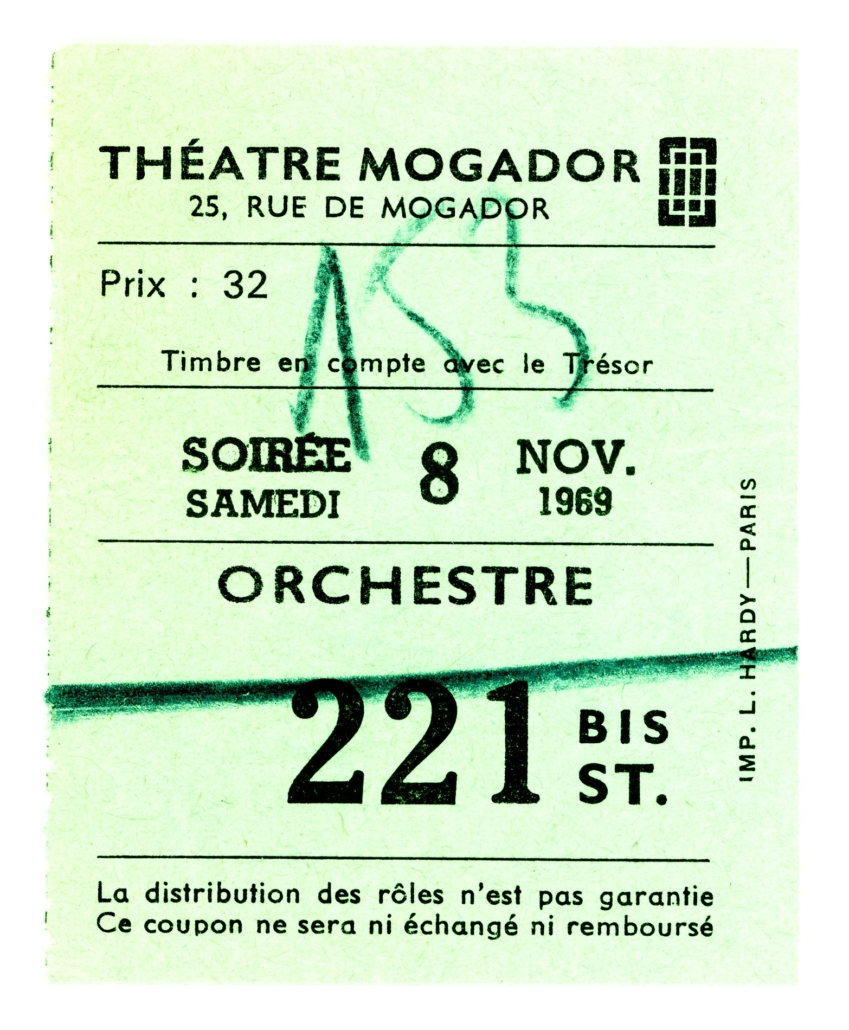 THÉATRE MOGADOR
25, RUE DE MOGADOR
Prix : 32
153
Timbre en compte avec le Trésor
SOIRÉE 8 NOV.
SAMEDI 1969
ORCHESTRE
221 BIS
ST.
La distribution des rôles n'est pas garantie
Ce coupon ne sera ni échangé ni remboursé
IMP. L. HARDY — PARIS